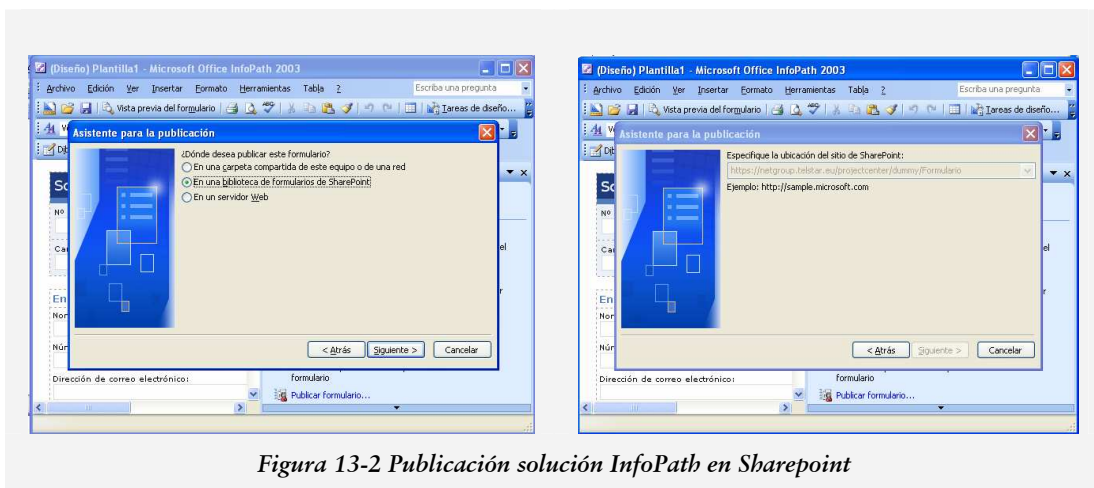 (Diseño) Plantilla1 - Microsoft Office InfoPath 2003
Archivo Edición Ver Insertar Formato Herramientas Tabla ? Escriba una pregunta
Vista previa del formulario Tareas de diseño...
Asistente para la publicación
¿Dónde desea publicar este formulario?
En una carpeta compartida de este equipo o de una red
En una biblioteca de formularios de SharePoint
En un servidor Web
Nº
el
En
< Atrás Siguiente > Cancelar
Dirección de correo electrónico:
formulario
Publicar formulario...
(Diseño) Plantilla1 - Microsoft Office InfoPath 2003
Archivo Edición Ver Insertar Formato Herramientas Tabla ? Escriba una pregunta
Vista previa del formulario Tareas de diseño...
Asistente para la publicación
Especifique la ubicación del sitio de SharePoint:
https://netgroup.telstar.eu/projectcenter/dummy/Formulario
Ejemplo: http://sample.microsoft.com
Nº
el
En
< Atrás Siguiente > Cancelar
Dirección de correo electrónico:
formulario
Publicar formulario...
Figura 13-2 Publicación solución InfoPath en Sharepoint